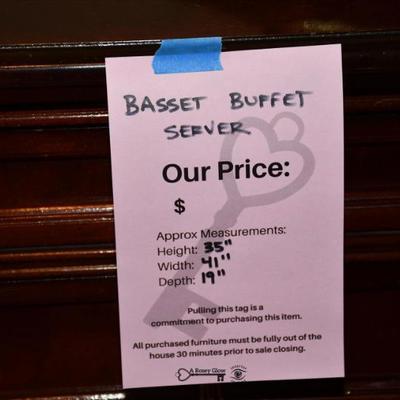 BASSET BUFFET
SERVER
Our Price:
$
Approx Measurements:
Height: 35"
Width: 41"
Depth: 19"
Pulling this tag is a
commitment to purchasing this item.
All purchased furniture must be fully out of the
house 30 minutes prior to sale closing.
A Rosey Glow